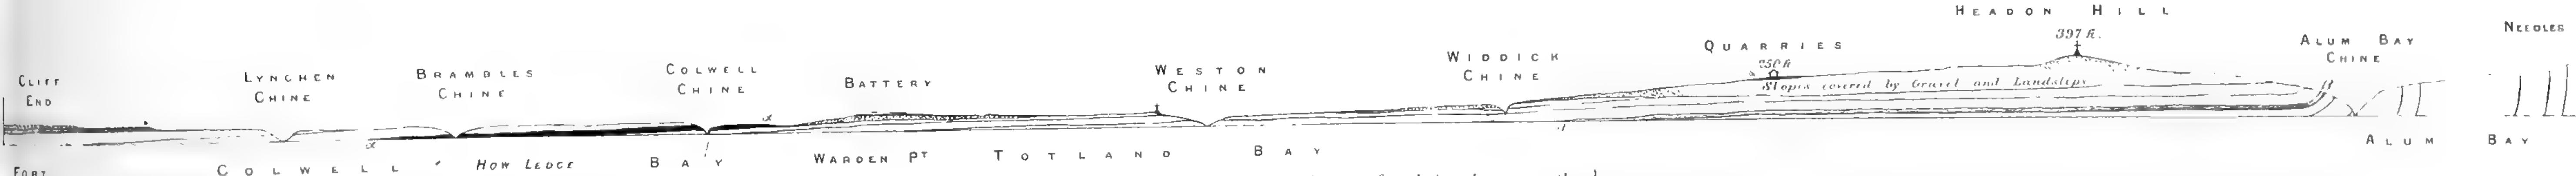 CLIFF
END
LYNCHEN
CHINE
BRAMBLES
CHINE
COLWELL
CHINE
BATTERY
WESTON
CHINE
WIDDICK
CHINE
QUARRIES
250 ft
HEADON HILL
397 ft.
Slopes covered by Gravel and Landslips
ALUM BAY
CHINE
NEEDLES
FORT
COLWELL BAY
HOW LEDGE
WARDEN PT
TOTLAND BAY
ALUM BAY